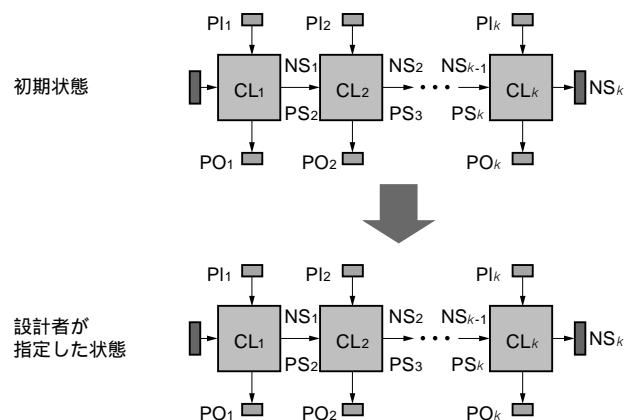 PI1 PI2 PIk
初期状態 CL1 NS1 CL2 NS2 ••• NSk-1 CLk NSk
PS2 PS3 PSk
PO1 PO2 POk
PI1 PI2 PIk
設計者が
指定した状態 CL1 NS1 CL2 NS2 ••• NSk-1 CLk NSk
PS2 PS3 PSk
PO1 PO2 POk